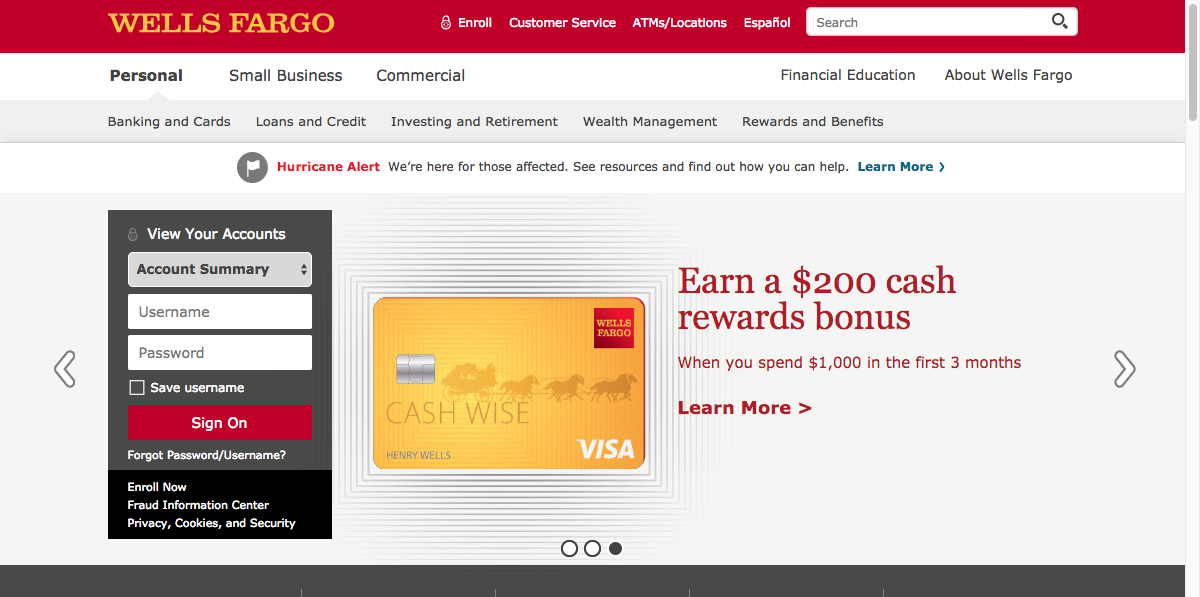 WELLS FARGO
Enroll Customer Service ATMs/Locations Español Search
Personal Small Business Commercial Financial Education About Wells Fargo
Banking and Cards Loans and Credit Investing and Retirement Wealth Management Rewards and Benefits
Hurricane Alert We’re here for those affected. See resources and find out how you can help. Learn More
View Your Accounts
Account Summary
Username
Password
Save username
Sign On
Forgot Password/Username?
Enroll Now
Fraud Information Center
Privacy, Cookies, and Security
WELLS
FARGO
CASH WISE
HENRY WELLS
VISA
Earn a $200 cash
rewards bonus
When you spend $1,000 in the first 3 months
Learn More >